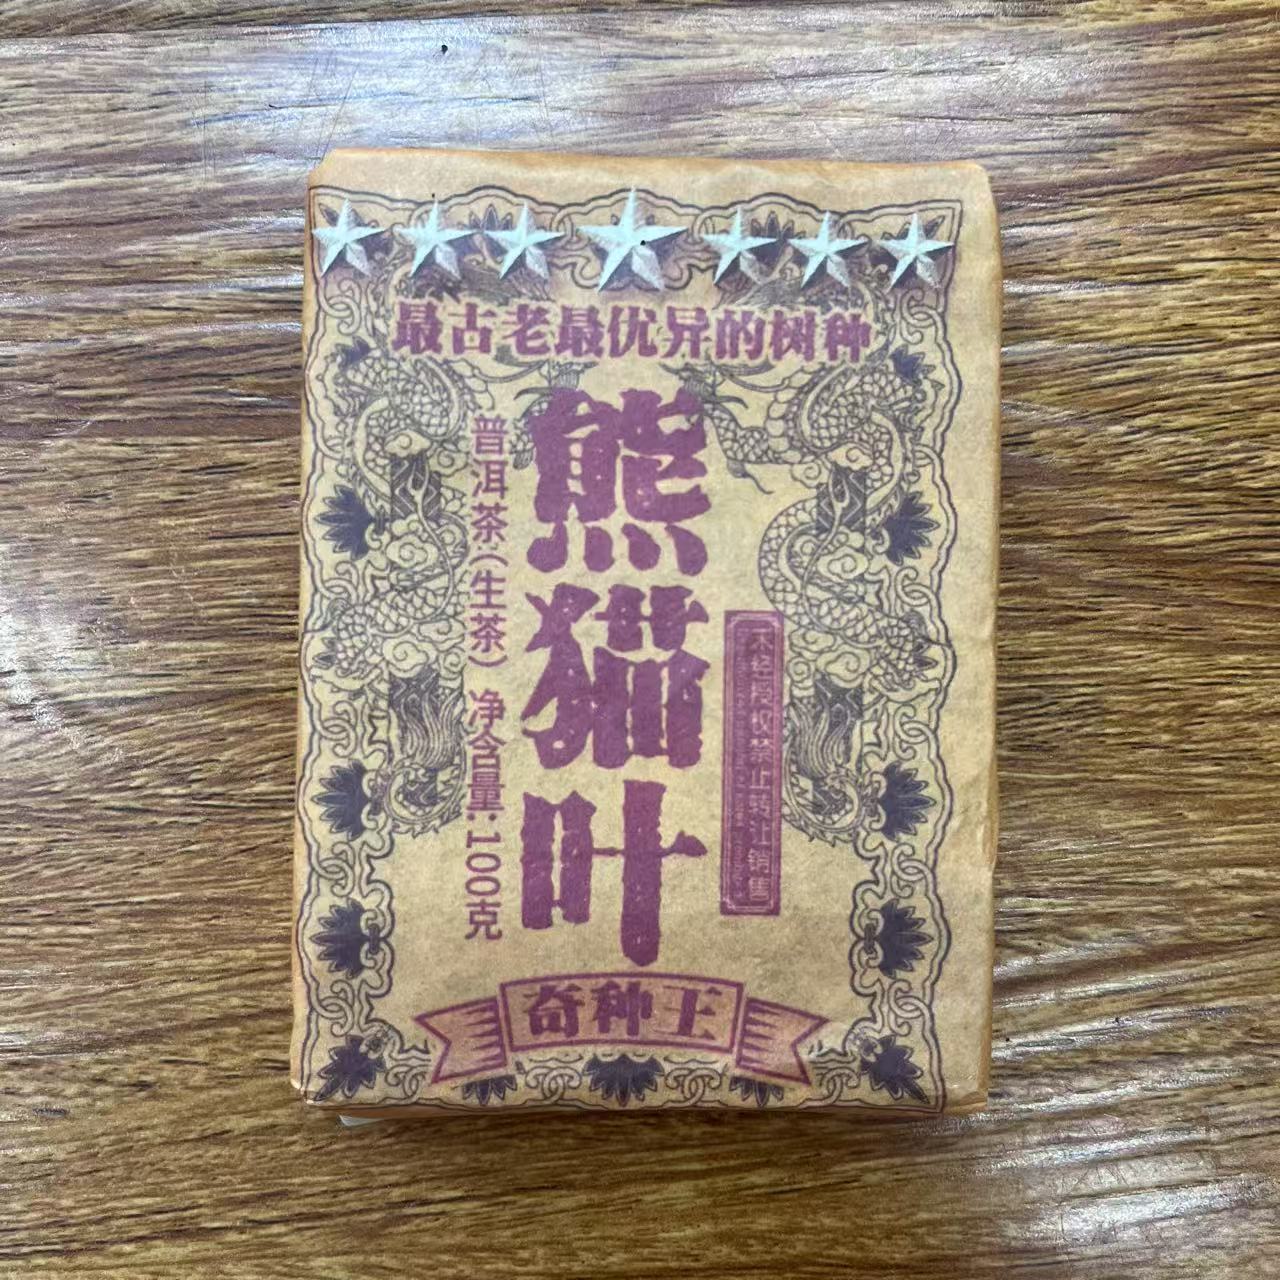 最古老最优异的树种
熊猫叶
普洱茶(生茶) 净含量:100克
不经授权禁止转让销售
奇种王